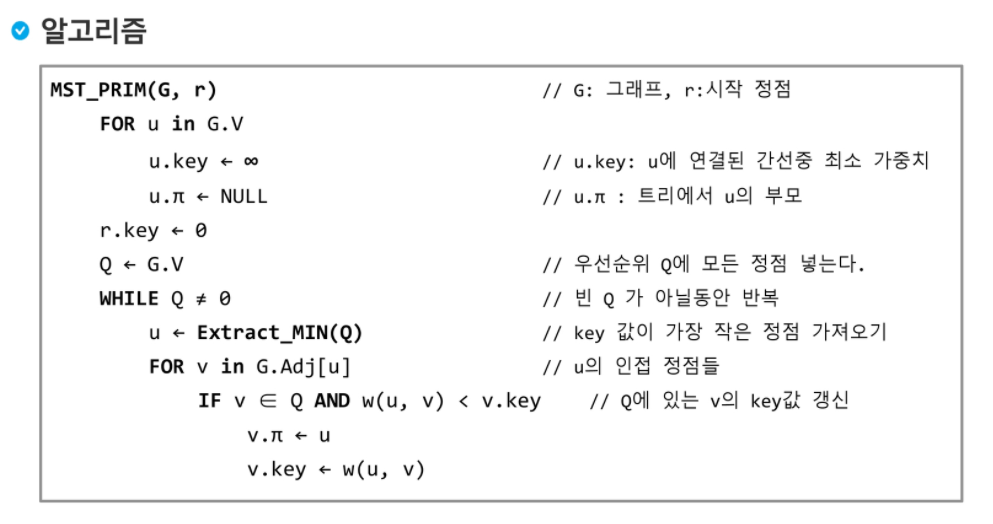 알고리즘
MST_PRIM(G, r) // G: 그래프, r:시작 정점
FOR u in G.V
u.key ← ∞ // u.key: u에 연결된 간선중 최소 가중치
u.π ← NULL // u.π : 트리에서 u의 부모
r.key ← 0
Q ← G.V // 우선순위 Q에 모든 정점 넣는다.
WHILE Q ≠ 0 // 빈 Q 가 아닐동안 반복
u ← Extract_MIN(Q) // key 값이 가장 작은 정점 가져오기
FOR v in G.Adj[u] // u의 인접 정점들
IF v ∈ Q AND w(u, v) < v.key // Q에 있는 v의 key값 갱신
v.π ← u
v.key ← w(u, v)